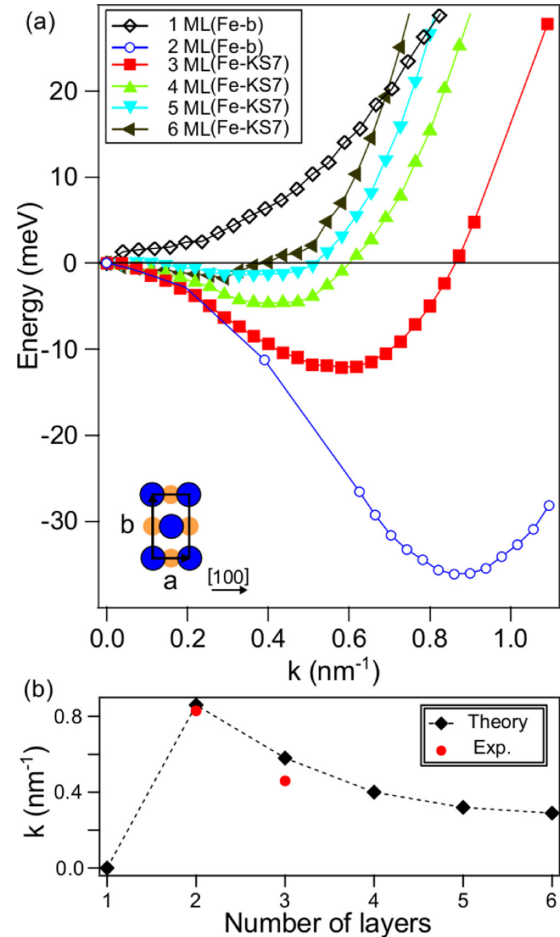 (a)
1 ML(Fe-b)
2 ML(Fe-b)
3 ML(Fe-KS7)
4 ML(Fe-KS7)
5 ML(Fe-KS7)
6 ML(Fe-KS7)
20
10
0
-10
-20
-30
Energy (meV)
b
a
[100]
0.0 0.2 0.4 0.6 0.8 1.0
k (nm⁻¹)
(b)
0.8
0.4
0.0
k (nm⁻¹)
Theory
Exp.
1 2 3 4 5 6
Number of layers